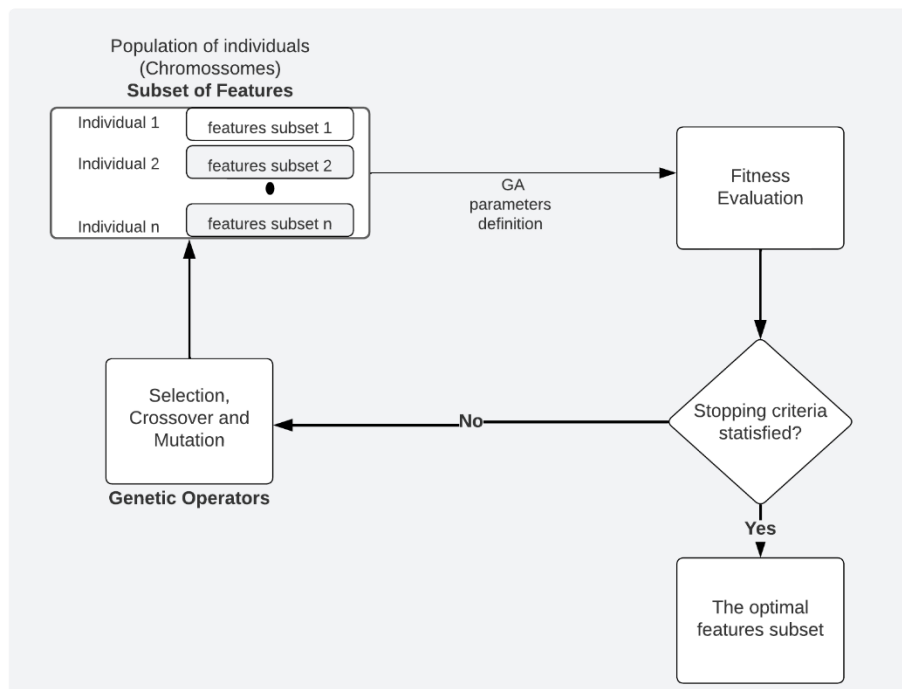 Population of individuals
(Chromossomes)
Subset of Features
Individual 1 features subset 1
Individual 2 features subset 2
Individual n features subset n
GA
parameters
definition
Fitness
Evaluation
Stopping criteria
statisfied?
No
Selection,
Crossover and
Mutation
Genetic Operators
Yes
The optimal
features subset